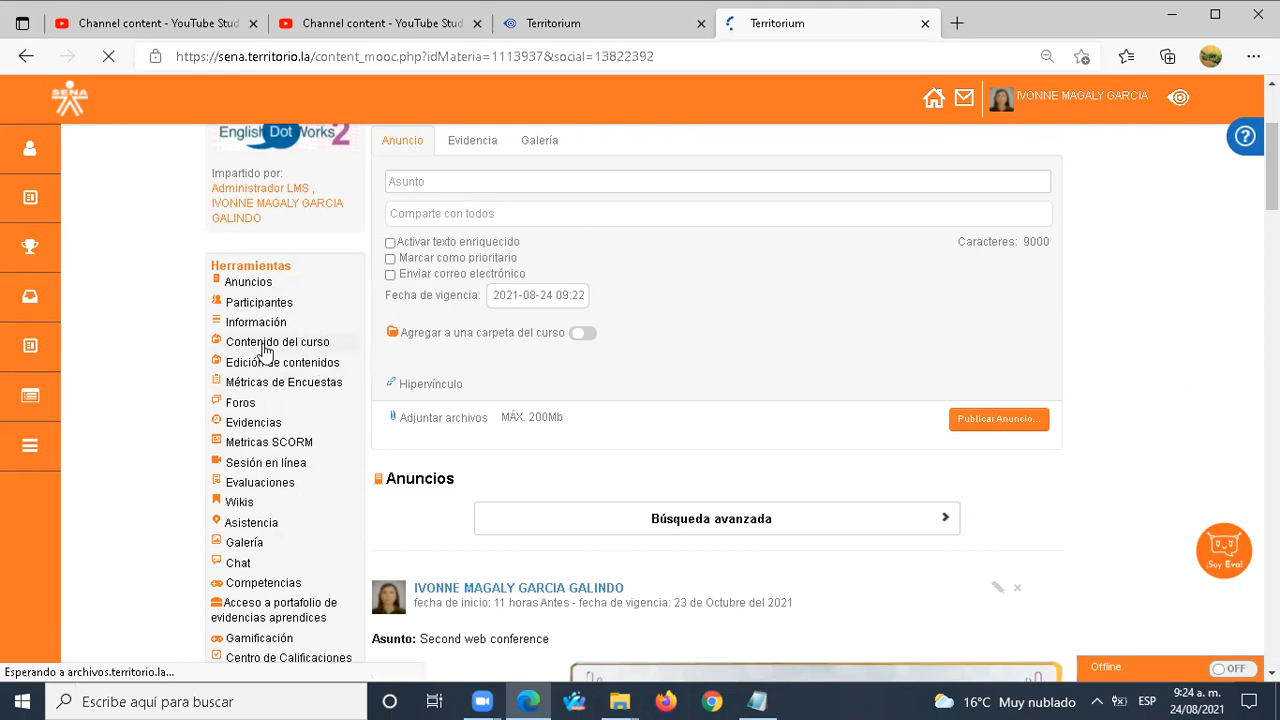 Channel content - YouTube Stud
Channel content - YouTube Stud
Territorium
Territorium
https://sena.territorio.la/content_mooc.php?idMateria=1113937&social=13822392
SENA
IVONNE MAGALY GARCIA
English Dot Works 2
Impartido por:
Administrador LMS ,
IVONNE MAGALY GARCIA
GALINDO
Herramientas
Anuncios
Participantes
Información
Contenido del curso
Edición de contenidos
Métricas de Encuestas
Foros
Evidencias
Metricas SCORM
Sesión en línea
Evaluaciones
Wikis
Asistencia
Galería
Chat
Competencias
Acceso a portafolio de
evidencias aprendices
Gamificación
Centro de Calificaciones
Anuncio Evidencia Galería
Asunto
Comparte con todos
Activar texto enriquecido
Caracteres: 9000
Marcar como prioritario
Enviar correo electrónico
Fecha de vigencia: 2021-08-24 09:22
Agregar a una carpeta del curso
Hipervínculo
Adjuntar archivos MÁX. 200Mb
Publicar Anuncio...
Anuncios
Búsqueda avanzada
IVONNE MAGALY GARCIA GALINDO
fecha de inicio: 11 horas Antes - fecha de vigencia: 23 de Octubre del 2021
Asunto: Second web conference
¡Soy Eva!
Offline OFF
Esperando a archivos.territorio.la...
Escribe aquí para buscar
16°C Muy nublado
ESP
9:24 a. m.
24/08/2021